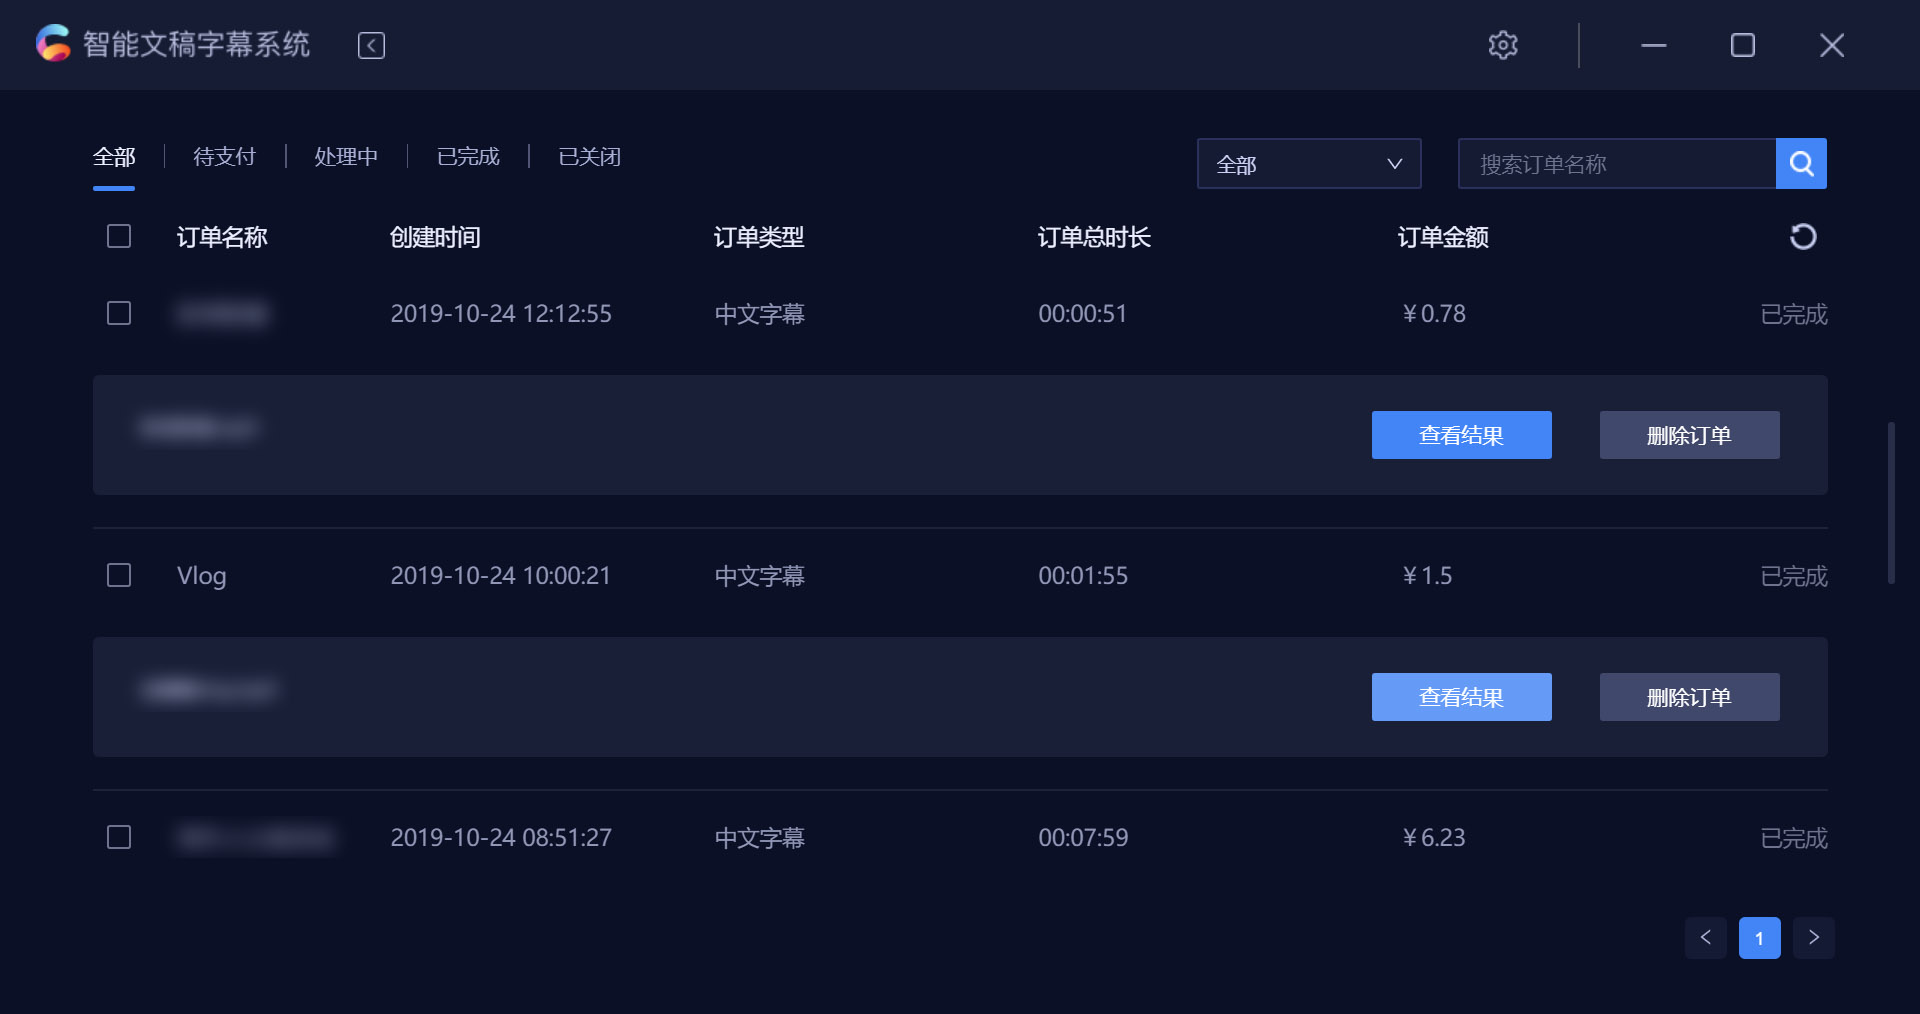 智能文稿字幕系统
全部 待支付 处理中 已完成 已关闭 全部 搜索订单名称
订单名称 创建时间 订单类型 订单总时长 订单金额
2019-10-24 12:12:55 中文字幕 00:00:51 ¥0.78 已完成
查看结果 删除订单
Vlog 2019-10-24 10:00:21 中文字幕 00:01:55 ¥1.5 已完成
查看结果 删除订单
2019-10-24 08:51:27 中文字幕 00:07:59 ¥6.23 已完成
1